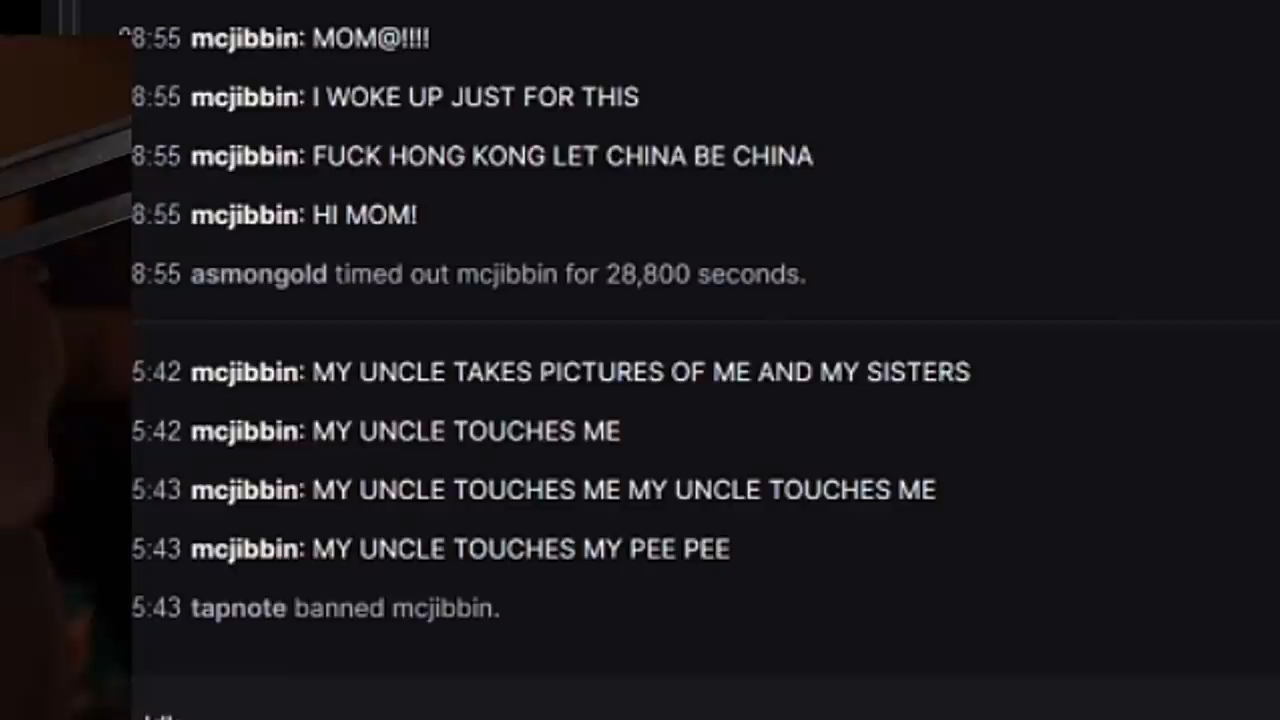 8:55 mcjibbin: MOM@!!!!
8:55 mcjibbin: I WOKE UP JUST FOR THIS
8:55 mcjibbin: FUCK HONG KONG LET CHINA BE CHINA
8:55 mcjibbin: HI MOM!
8:55 asmongold timed out mcjibbin for 28,800 seconds.
5:42 mcjibbin: MY UNCLE TAKES PICTURES OF ME AND MY SISTERS
5:42 mcjibbin: MY UNCLE TOUCHES ME
5:43 mcjibbin: MY UNCLE TOUCHES ME MY UNCLE TOUCHES ME
5:43 mcjibbin: MY UNCLE TOUCHES MY PEE PEE
5:43 tapnote banned mcjibbin.